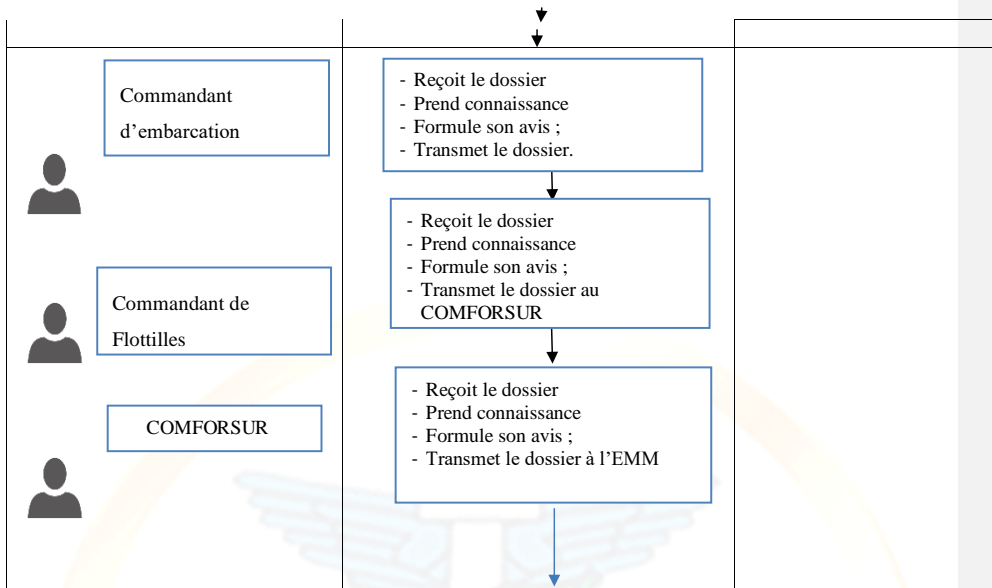 Commandant
d’embarcation
- Reçoit le dossier
- Prend connaissance
- Formule son avis ;
- Transmet le dossier.
Commandant de
Flottilles
- Reçoit le dossier
- Prend connaissance
- Formule son avis ;
- Transmet le dossier au
COMFORSUR
COMFORSUR
- Reçoit le dossier
- Prend connaissance
- Formule son avis ;
- Transmet le dossier à l’EMM